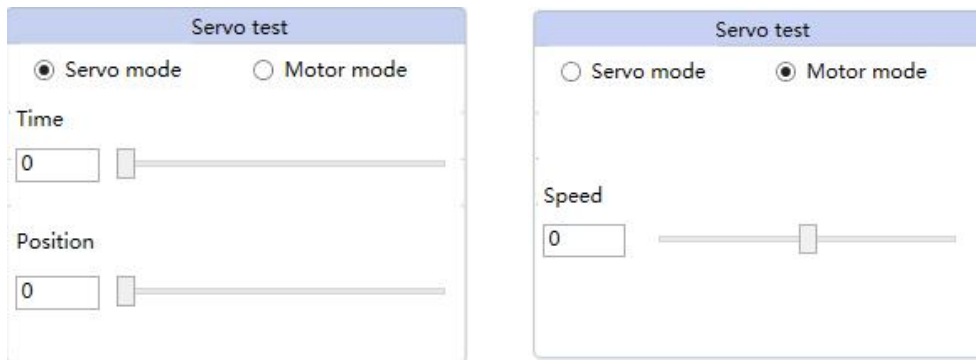 Servo test
Servo mode Motor mode
Time
0
Position
0
Servo test
Servo mode Motor mode
Speed
0